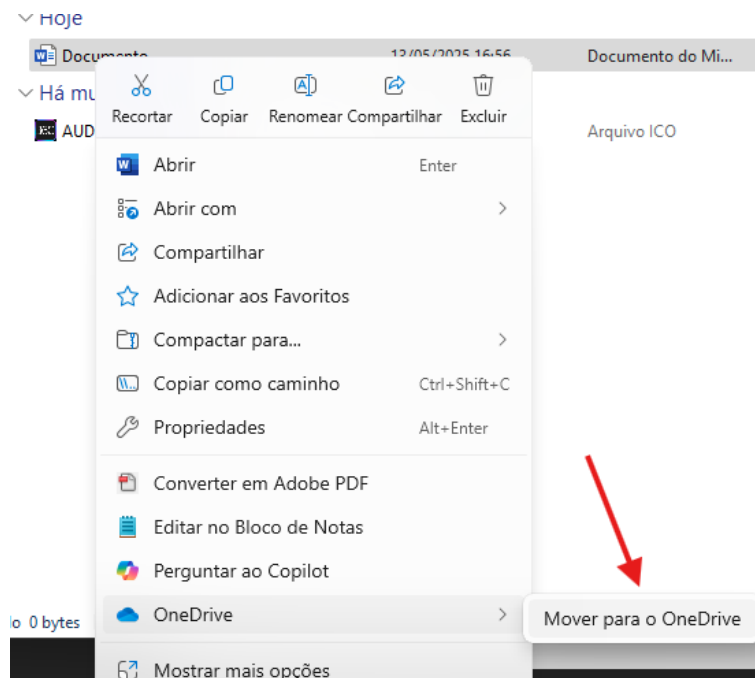 Hoje
Documento 13/05/2025 16:56 Documento do Mi...
Há mu
AUD Arquivo ICO
Recortar Copiar Renomear Compartilhar Excluir
Abrir Enter
Abrir com
Compartilhar
Adicionar aos Favoritos
Compactar para...
Copiar como caminho Ctrl+Shift+C
Propriedades Alt+Enter
Converter em Adobe PDF
Editar no Bloco de Notas
Perguntar ao Copilot
OneDrive Mover para o OneDrive
lo 0 bytes
Mostrar mais opções